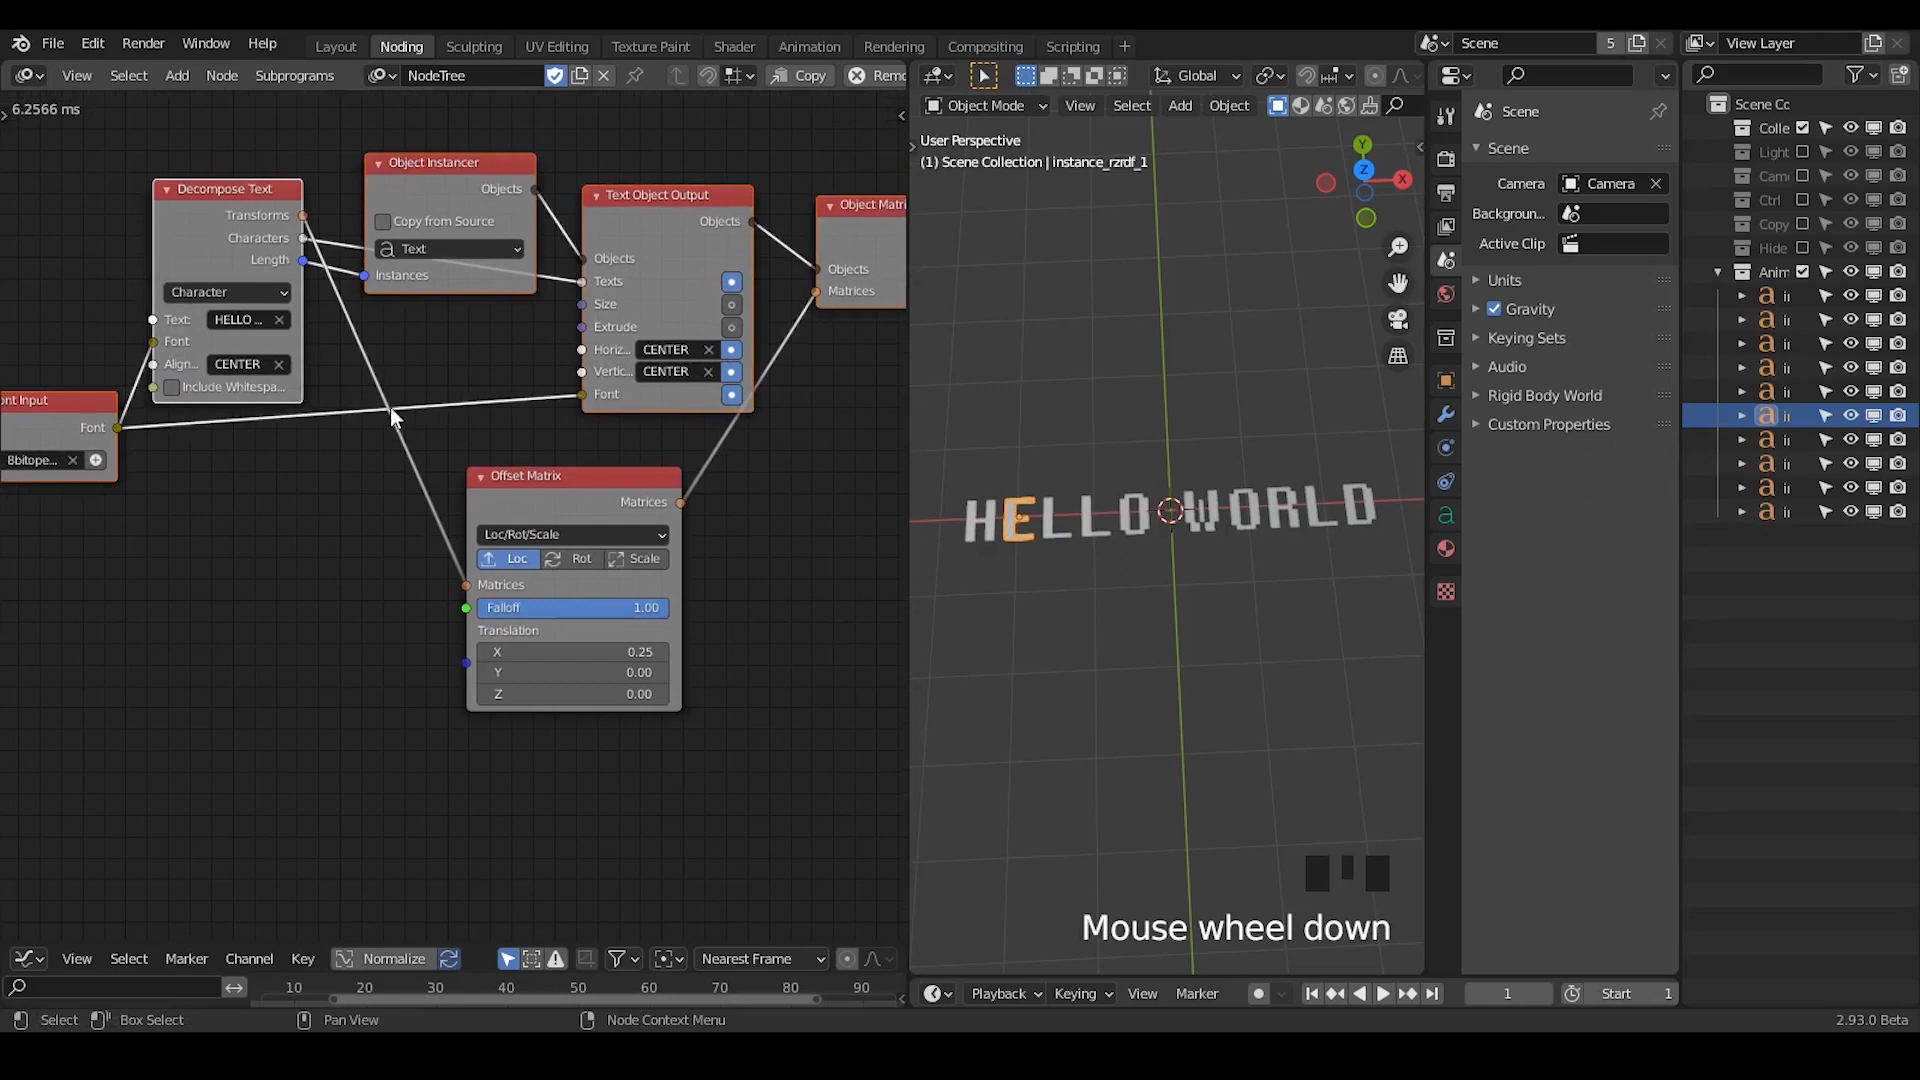 File Edit Render Window Help Layout Noding Sculpting UV Editing Texture Paint Shader Animation Rendering Compositing Scripting Scene 5 View Layer
View Select Add Node Subprograms NodeTree Copy Remo Global
Object Mode View Select Add Object
6.2566 ms
Decompose Text
Transforms
Characters
Length
Character
Text: HELLO ...
Font
Align... CENTER
Include Whitespa...
ont Input
Font
8bitope...
Object Instancer
Objects
Copy from Source
Text
Instances
Text Object Output
Objects
Objects
Texts
Size
Extrude
Horiz... CENTER
Vertic... CENTER
Font
Object Matri
Objects
Matrices
Offset Matrix
Matrices
Loc/Rot/Scale
Loc Rot Scale
Matrices
Falloff 1.00
Translation
X 0.25
Y 0.00
Z 0.00
User Perspective
(1) Scene Collection | instance_rzrdf_1
Y
Z
X
HELLO WORLD
Mouse wheel down
Scene
Scene
Camera Camera
Backgroun...
Active Clip
Units
Gravity
Keying Sets
Audio
Rigid Body World
Custom Properties
Scene Cc
Colle
Light
Cam
Ctrl
Copy
Hide
Anim
View Select Marker Channel Key Normalize Nearest Frame
10 20 30 40 50 60 70 80 90
Playback Keying View Marker 1 Start 1
Select Box Select Pan View Node Context Menu 2.93.0 Beta